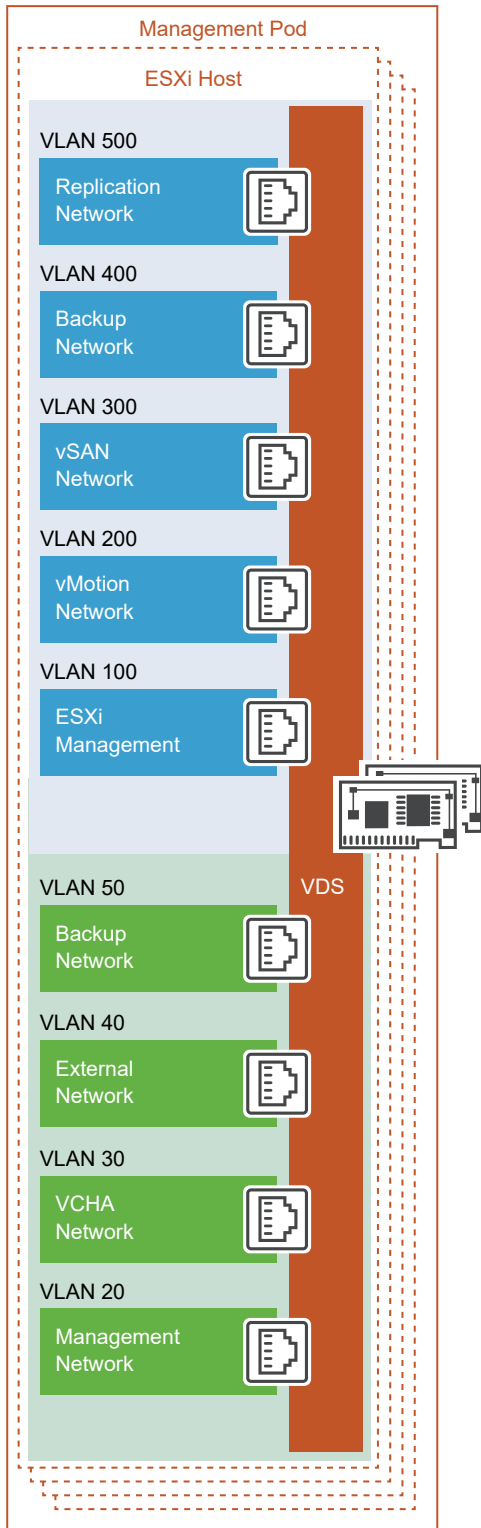 Management Pod
ESXi Host
VLAN 500
Replication
Network
VLAN 400
Backup
Network
VLAN 300
vSAN
Network
VLAN 200
vMotion
Network
VLAN 100
ESXi
Management
VLAN 50
VDS
Backup
Network
VLAN 40
External
Network
VLAN 30
VCHA
Network
VLAN 20
Management
Network